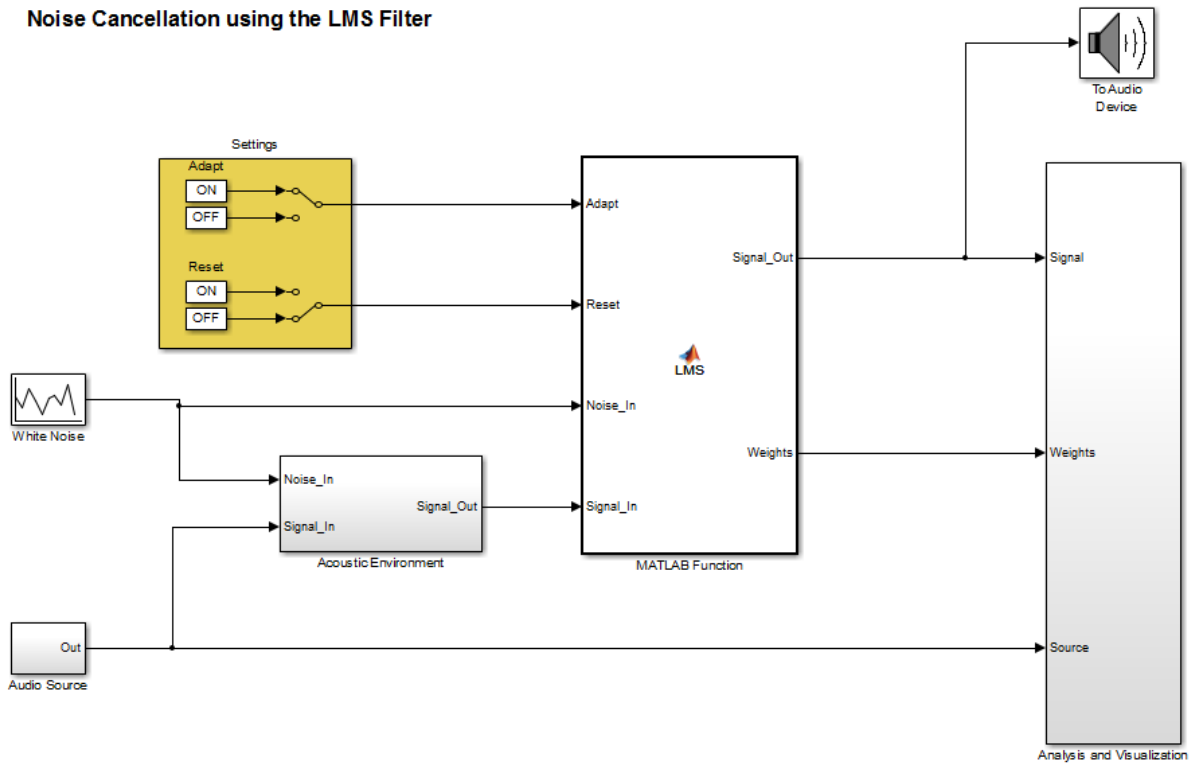 Noise Cancellation using the LMS Filter
To Audio
Device
Settings
Adapt
ON
OFF
Reset
ON
OFF
Adapt
Reset
Noise_In
Signal_In
Signal_Out
Weights
LMS
MATLAB Function
Signal
Weights
Source
Analysis and Visualization
White Noise
Noise_In
Signal_In
Signal_Out
Acoustic Environment
Out
Audio Source